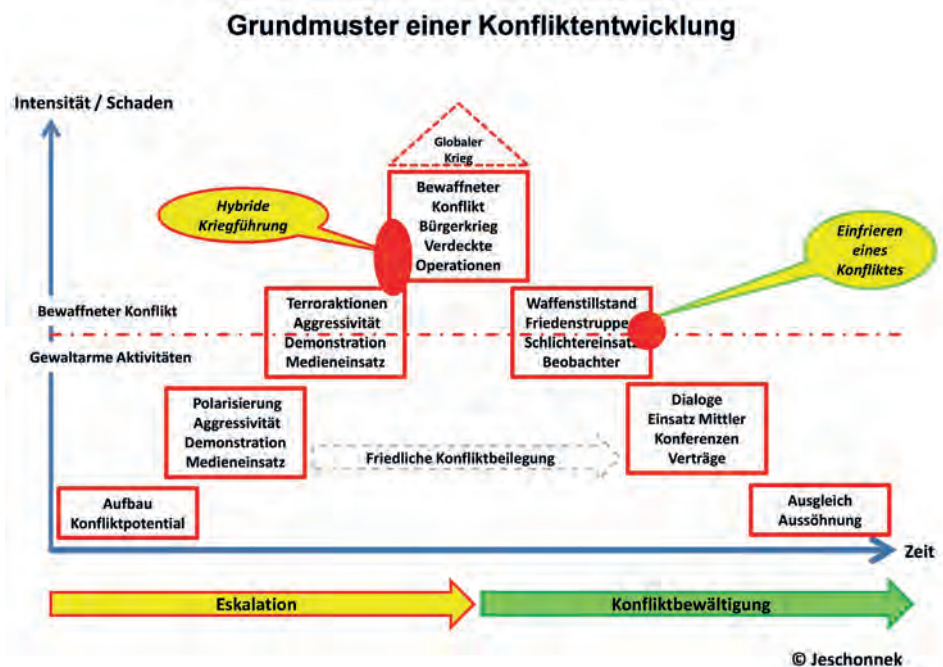 Grundmuster einer Konfliktentwicklung
Intensität / Schaden
Globaler
Krieg
Bewaffneter
Konflikt
Bürgerkrieg
Verdeckte
Operationen
Hybride
Kriegführung
Einfrieren
eines
Konfliktes
Terroraktionen
Aggressivität
Demonstration
Medieneinsatz
Waffenstillstand
Friedenstruppe
Schlichtereinsatz
Beobachter
Bewaffneter Konflikt
Gewaltarme Aktivitäten
Polarisierung
Aggressivität
Demonstration
Medieneinsatz
Friedliche Konfliktbeilegung
Dialoge
Einsatz Mittler
Konferenzen
Verträge
Aufbau
Konfliktpotential
Ausgleich
Aussöhnung
Zeit
Eskalation
Konfliktbewältigung
© Jeschonnek